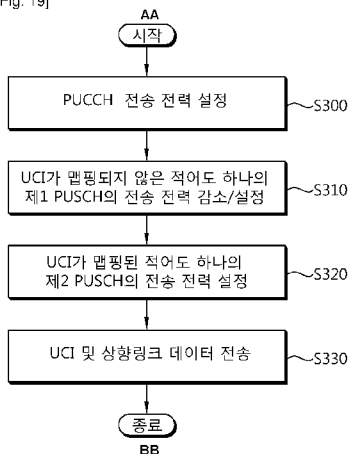 Fig. 19]
AA
시작
PUCCH 전송 전력 설정
S300
UCI가 맵핑되지 않은 적어도 하나의
제1 PUSCH의 전송 전력 감소/설정
S310
UCI가 맵핑된 적어도 하나의
제2 PUSCH의 전송 전력 설정
S320
UCI 및 상향링크 데이터 전송
S330
종료
BB